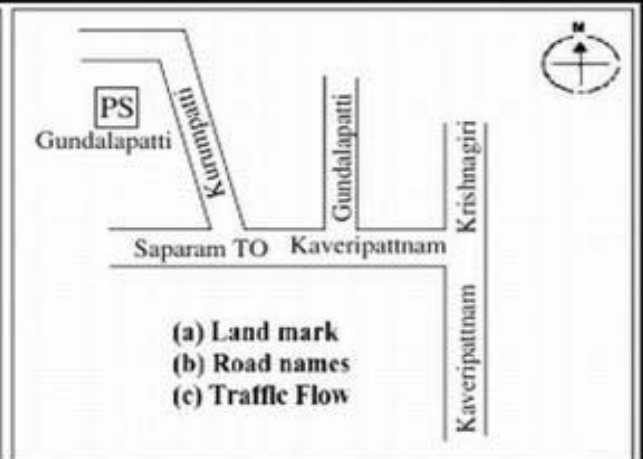 N
PS
Gundalapatti
Kurumpatti
Gundalapatti
Krishnagiri
Saparam TO Kaveripattnam
Kaveripattnam
(a) Land mark
(b) Road names
(c) Traffic Flow